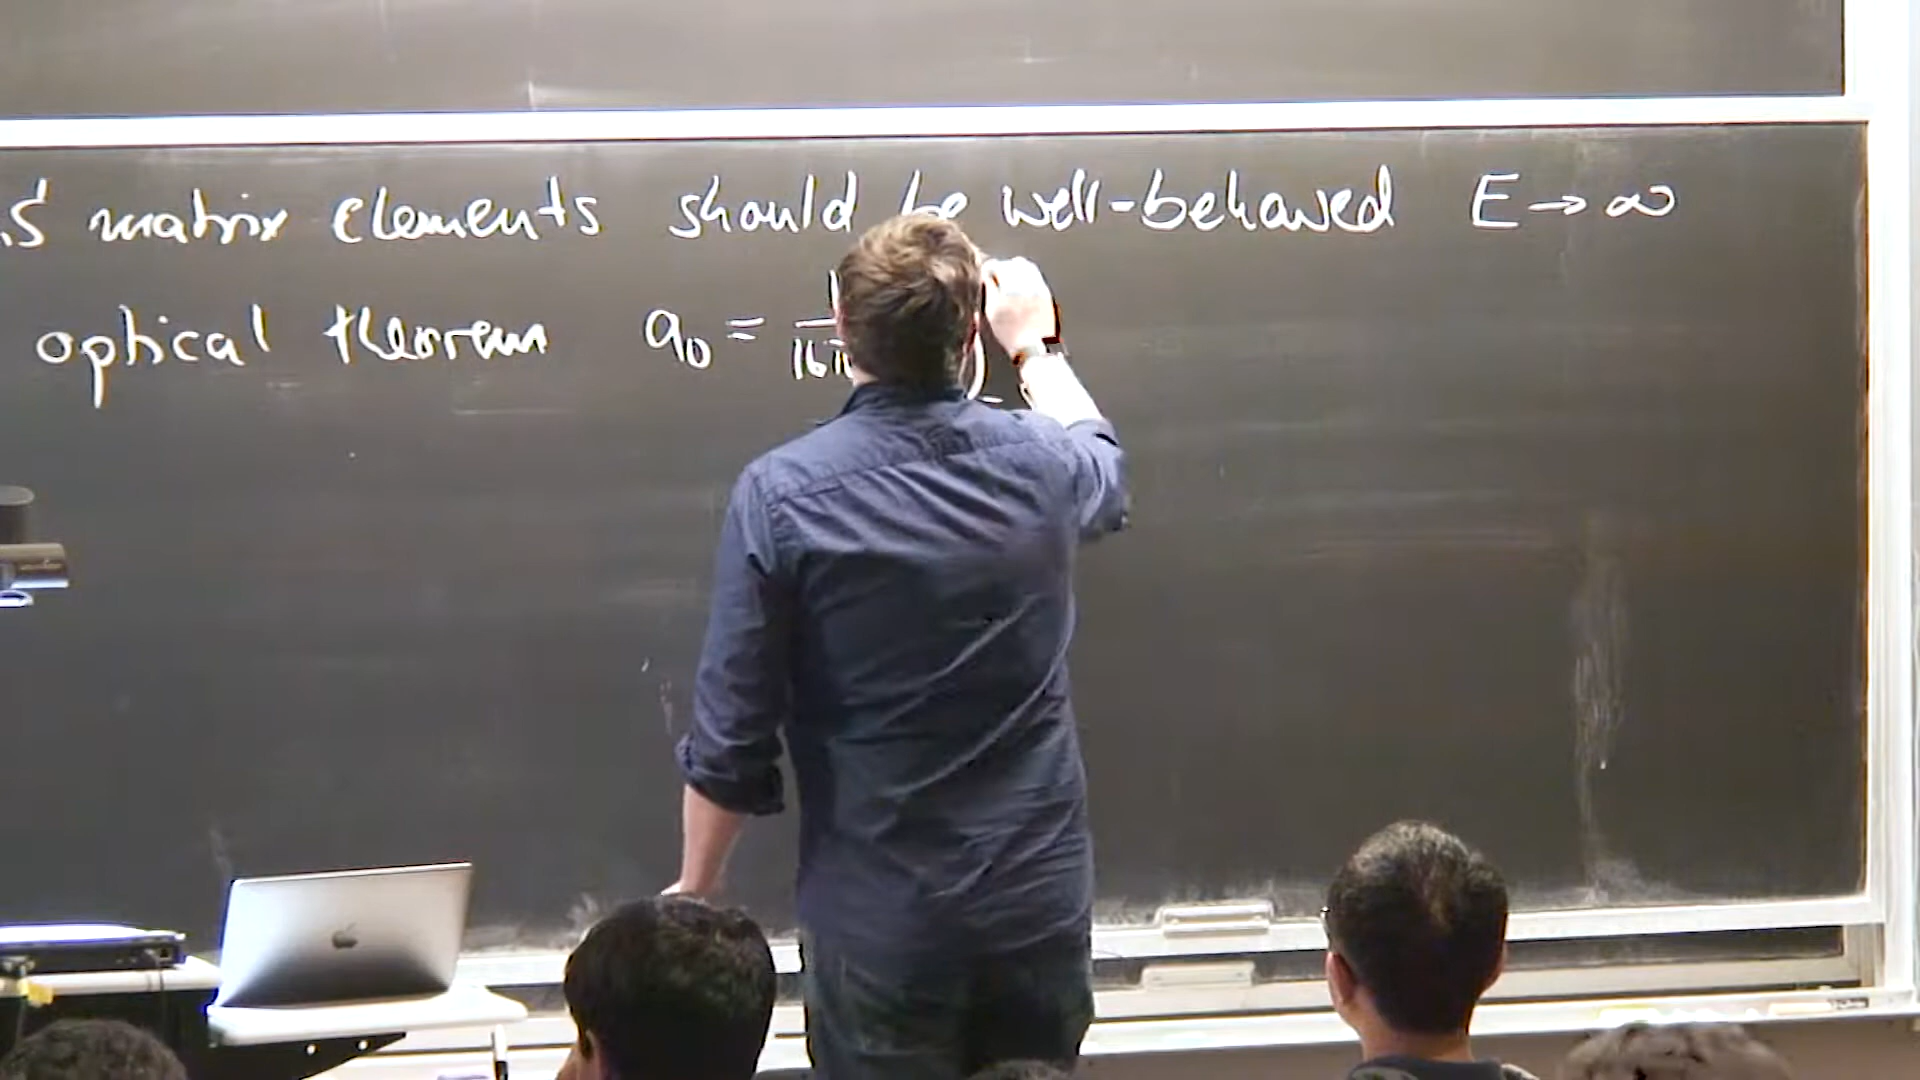 .S matrix elements should be well-behaved E → ∞
optical theorem a₀ = 1/16π ∫